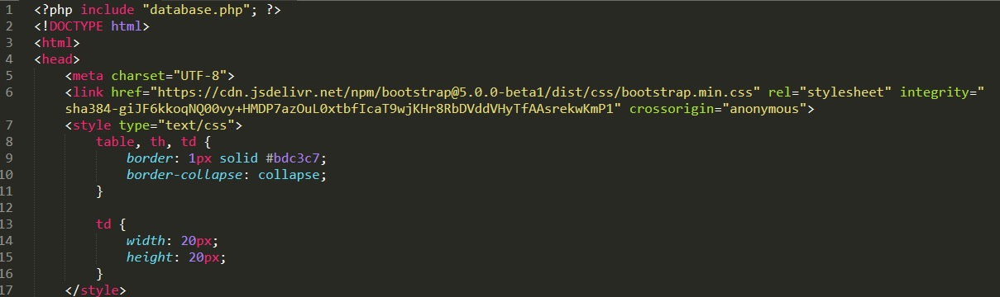 1 <?php include "database.php"; ?>
2 <!DOCTYPE html>
3 <html>
4 <head>
5 <meta charset="UTF-8">
6 <link href="https://cdn.jsdelivr.net/npm/bootstrap@5.0.0-beta1/dist/css/bootstrap.min.css" rel="stylesheet" integrity="
sha384-giJF6kkoqNQ00vy+HMDP7azOuL0xtbfIcaT9wjKHr8RbDVddVHyTfAAsrekwKmP1" crossorigin="anonymous">
7 <style type="text/css">
8 table, th, td {
9 border: 1px solid #bdc3c7;
10 border-collapse: collapse;
11 }
12
13 td {
14 width: 20px;
15 height: 20px;
16 }
17 </style>